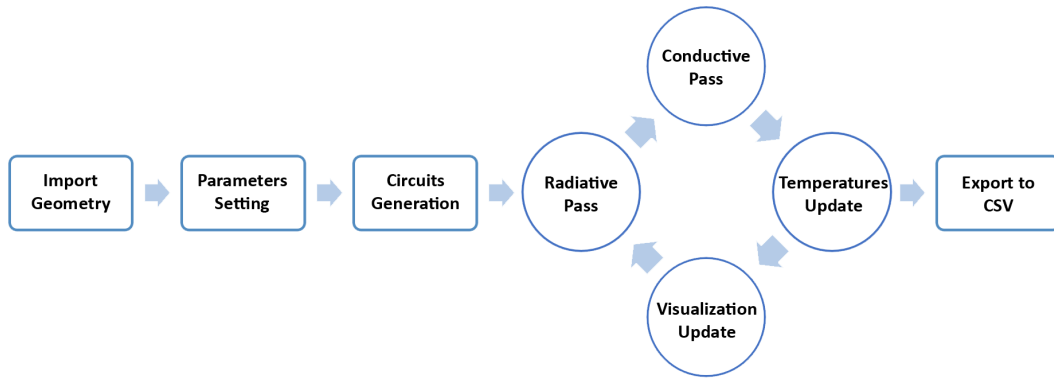 Import
Geometry
Parameters
Setting
Circuits
Generation
Radiative
Pass
Conductive
Pass
Temperatures
Update
Visualization
Update
Export to
CSV